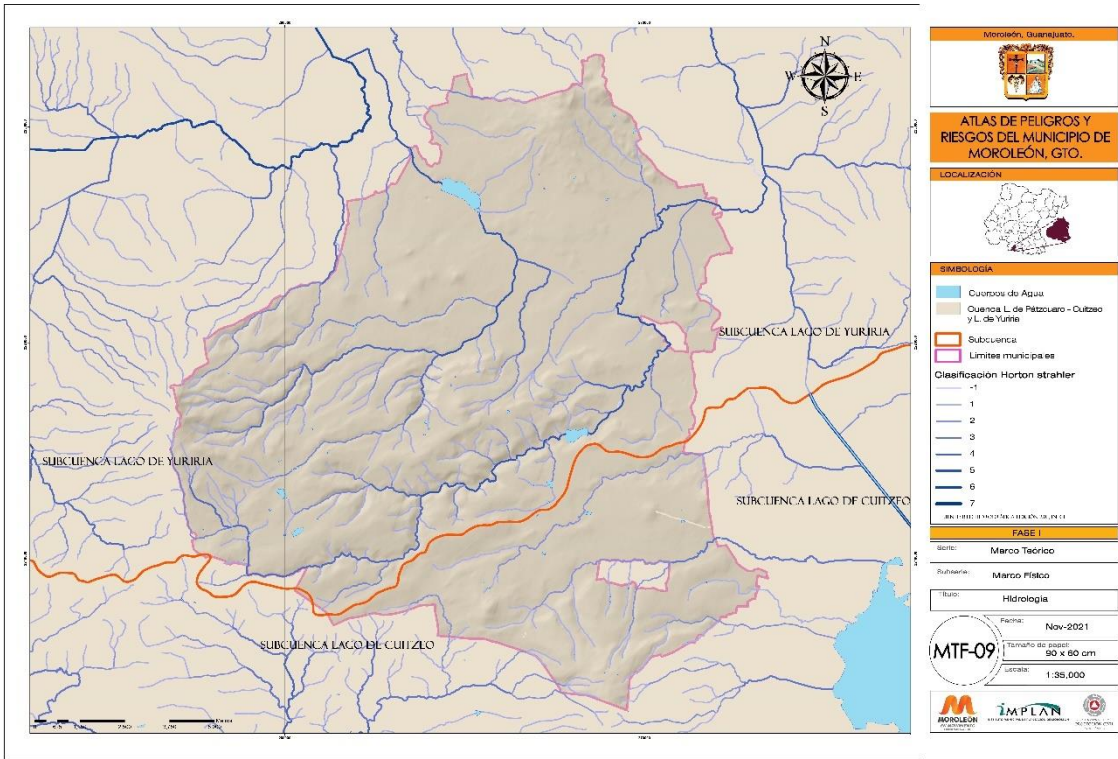 N
W
E
S
SUBCUENCA LAGO DE YURIRIA
SUBCUENCA LAGO DE YURIRIA
SUBCUENCA LAGO DE CUITZEO
SUBCUENCA LAGO DE CUITZEO
Moroleón, Guanajuato.
ATLAS DE PELIGROS Y
RIESGOS DEL MUNICIPIO DE
MOROLEÓN, GTO.
LOCALIZACIÓN
SIMBOLOGÍA
Cuerpos de Agua
Cuenca L. de Pátzcuaro - Cuitzeo
y L. de Yuriria
Subcuenca
Limites municipales
Clasificación Horton strahler
-1
1
2
3
4
5
6
7
FASE I
Serie: Marco Teórico
Subserie: Marco Físico
Título: Hidrología
MTF-09
Fecha: Nov-2021
Tamaño de papel:
90 x 60 cm
Escala: 1:35,000
MOROLEÓN
iMPLAN